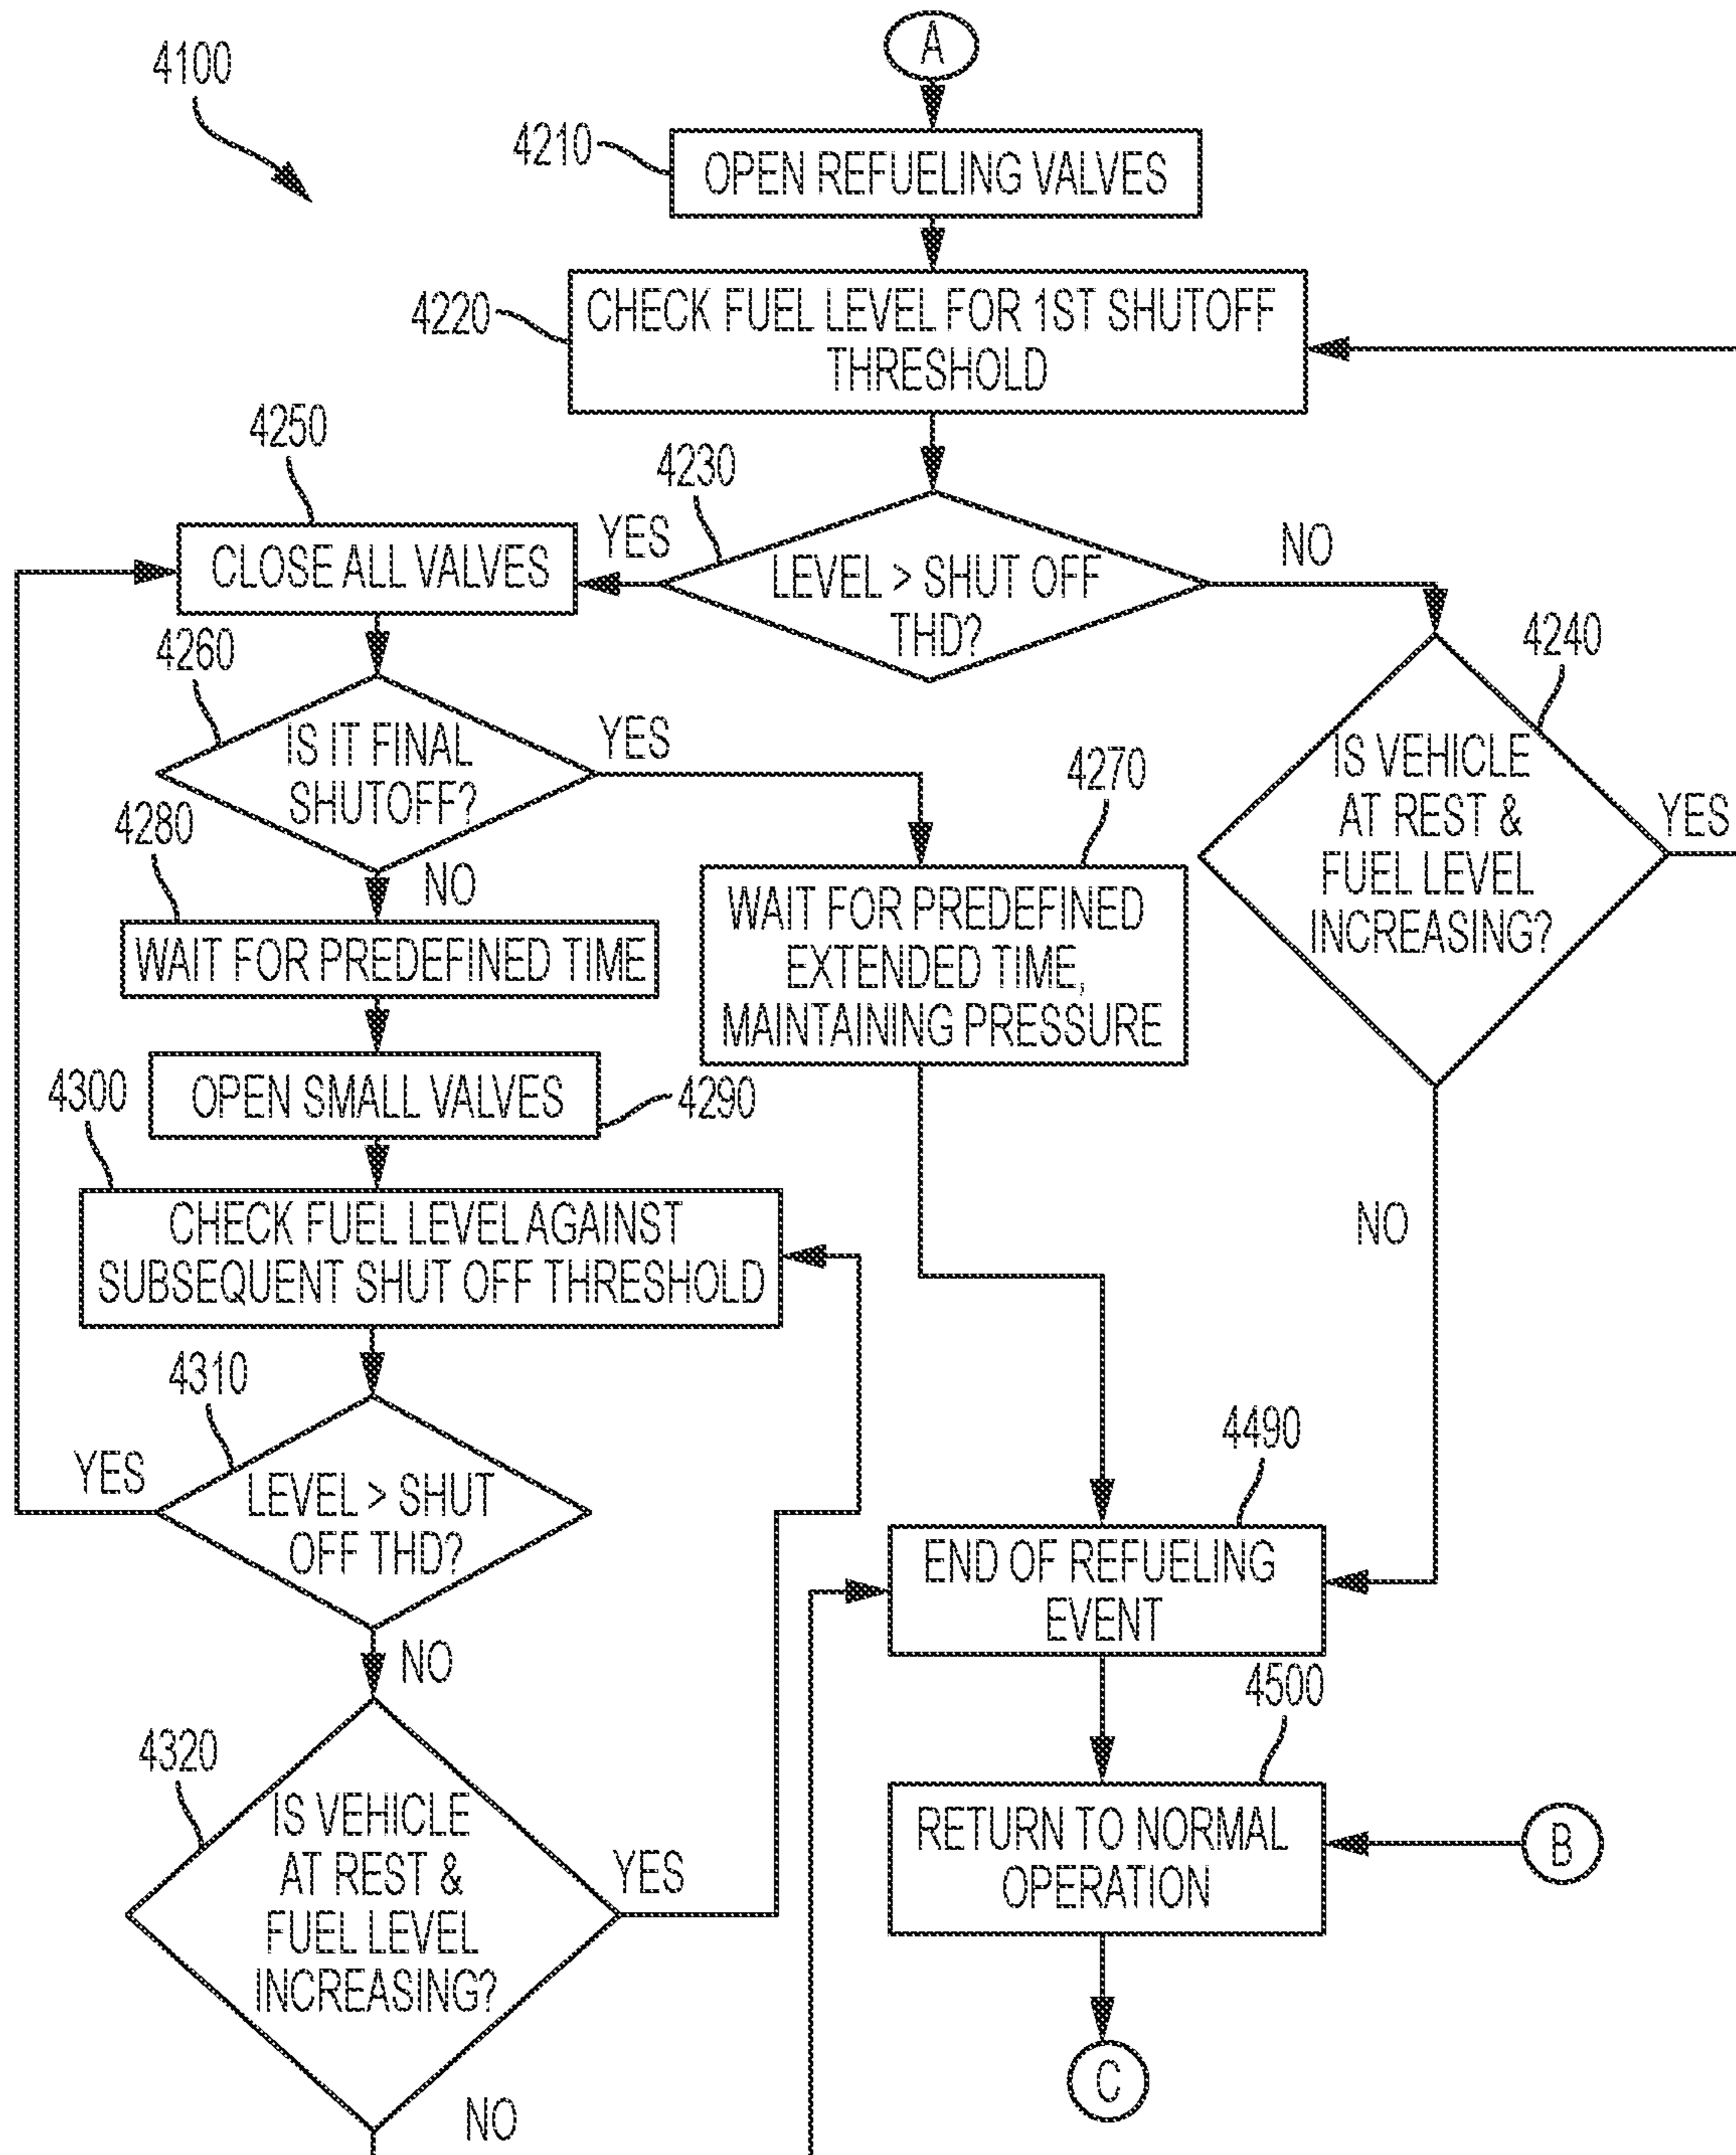 A
4100
4210
OPEN REFUELING VALVES
4220
CHECK FUEL LEVEL FOR 1ST SHUTOFF
THRESHOLD
4250
4230
CLOSE ALL VALVES
YES
LEVEL > SHUT OFF
THD?
NO
4260
4240
IS IT FINAL
SHUTOFF?
YES
4270
IS VEHICLE
AT REST &
FUEL LEVEL
INCREASING?
YES
4280
NO
WAIT FOR PREDEFINED TIME
WAIT FOR PREDEFINED
EXTENDED TIME,
MAINTAINING PRESSURE
4300
OPEN SMALL VALVES
4290
CHECK FUEL LEVEL AGAINST
SUBSEQUENT SHUT OFF THRESHOLD
NO
4310
YES
LEVEL > SHUT
OFF THD?
4490
END OF REFUELING
EVENT
NO
4500
4320
IS VEHICLE
AT REST &
FUEL LEVEL
INCREASING?
YES
RETURN TO NORMAL
OPERATION
B
C
NO